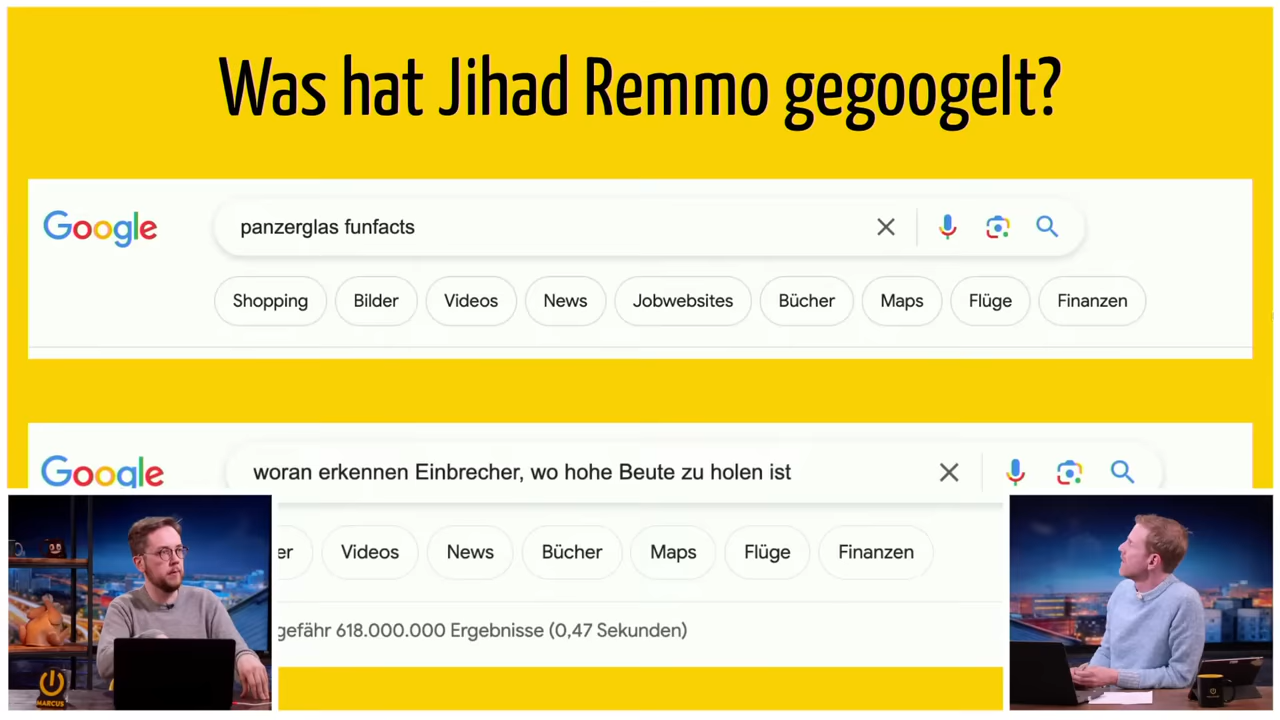 Was hat Jihad Remmo gegoogelt?
Google
panzerglas funfacts
Shopping
Bilder
Videos
News
Jobwebsites
Bücher
Maps
Flüge
Finanzen
Google
woran erkennen Einbrecher, wo hohe Beute zu holen ist
er
Videos
News
Bücher
Maps
Flüge
Finanzen
gefähr 618.000.000 Ergebnisse (0,47 Sekunden)
MARCUS